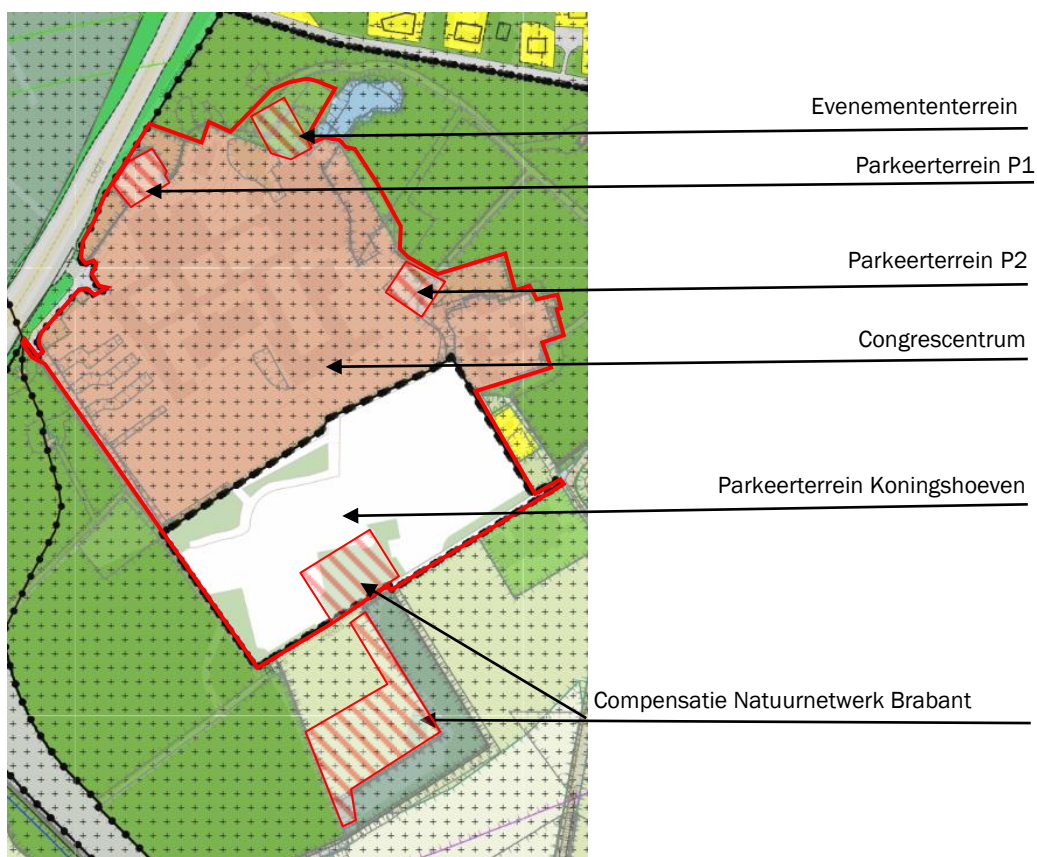 Evenemententerrein
Parkeerterrein P1
Parkeerterrein P2
Congrescentrum
Parkeerterrein Koningshoeven
Compensatie Natuurnetwerk Brabant